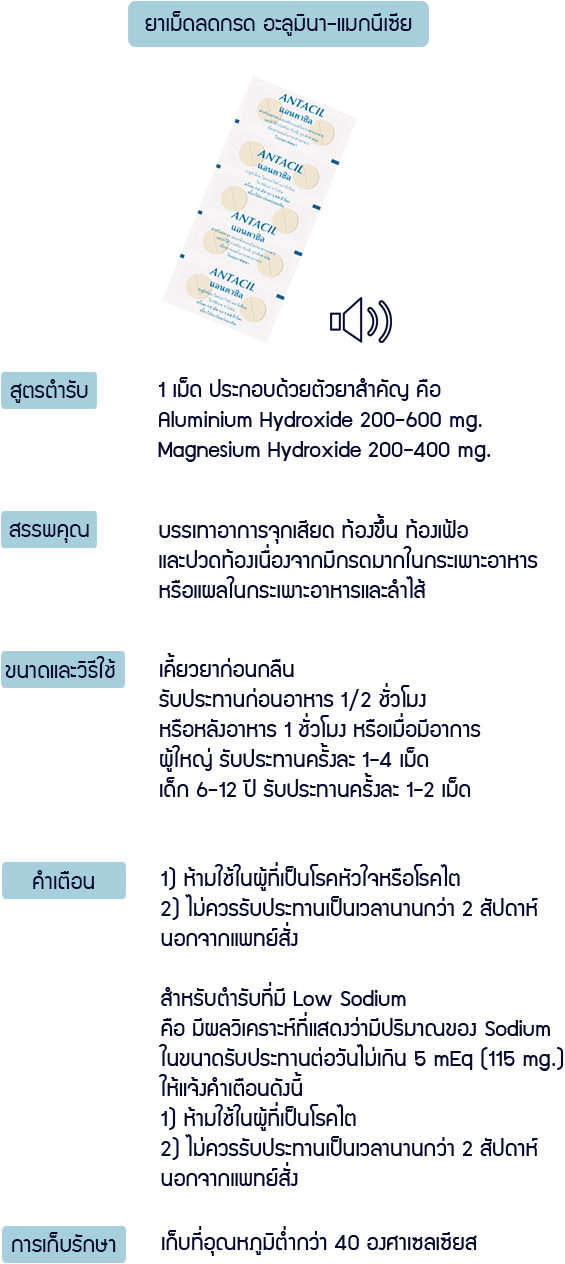 ยาเม็ดลดกรด อะลูมินา-แมกนีเซีย
ANTACIL
แอนตาซิล
ANTACIL
แอนตาซิล
ANTACIL
แอนตาซิล
ANTACIL
แอนตาซิล
สูตรตำรับ
1 เม็ด ประกอบด้วยตัวยาสำคัญ คือ
Aluminium Hydroxide 200-600 mg.
Magnesium Hydroxide 200-400 mg.
สรรพคุณ
บรรเทาอาการจุกเสียด ท้องขึ้น ท้องเฟ้อ
และปวดท้องเนื่องจากมีกรดมากในกระเพาะอาหาร
หรือแผลในกระเพาะอาหารและลำไส้
ขนาดและวิธีใช้
เคี้ยวยาก่อนกลืน
รับประทานก่อนอาหาร 1/2 ชั่วโมง
หรือหลังอาหาร 1 ชั่วโมง หรือเมื่อมีอาการ
ผู้ใหญ่ รับประทานครั้งละ 1-4 เม็ด
เด็ก 6-12 ปี รับประทานครั้งละ 1-2 เม็ด
คำเตือน
1) ห้ามใช้ในผู้ที่เป็นโรคหัวใจหรือโรคไต
2) ไม่ควรรับประทานเป็นเวลานานกว่า 2 สัปดาห์
นอกจากแพทย์สั่ง
สำหรับตำรับที่มี Low Sodium
คือ มีผลวิเคราะห์ที่แสดงว่ามีปริมาณของ Sodium
ในขนาดรับประทานต่อวันไม่เกิน 5 mEq (115 mg.)
ให้แจ้งคำเตือนดังนี้
1) ห้ามใช้ในผู้ที่เป็นโรคไต
2) ไม่ควรรับประทานเป็นเวลานานกว่า 2 สัปดาห์
นอกจากแพทย์สั่ง
การเก็บรักษา
เก็บที่อุณหภูมิต่ำกว่า 40 องศาเซลเซียส